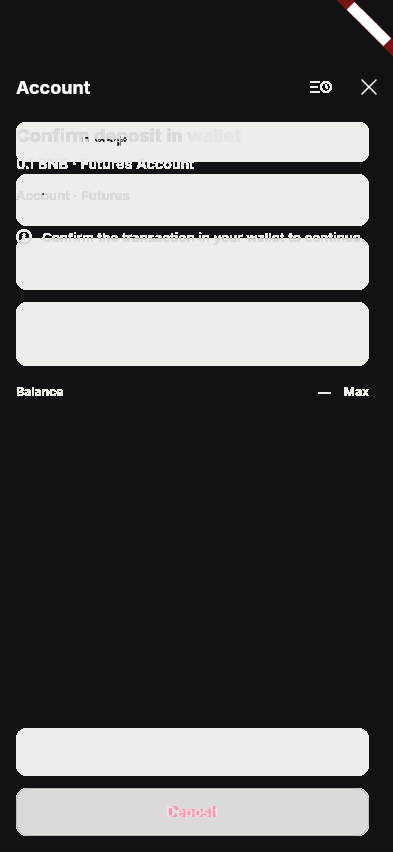 Account
Confirm deposit in wallet
0.1 BNB · Futures Account
Account - Futures
Confirm the transaction in your wallet to continue.
Balance — Max
Deposit